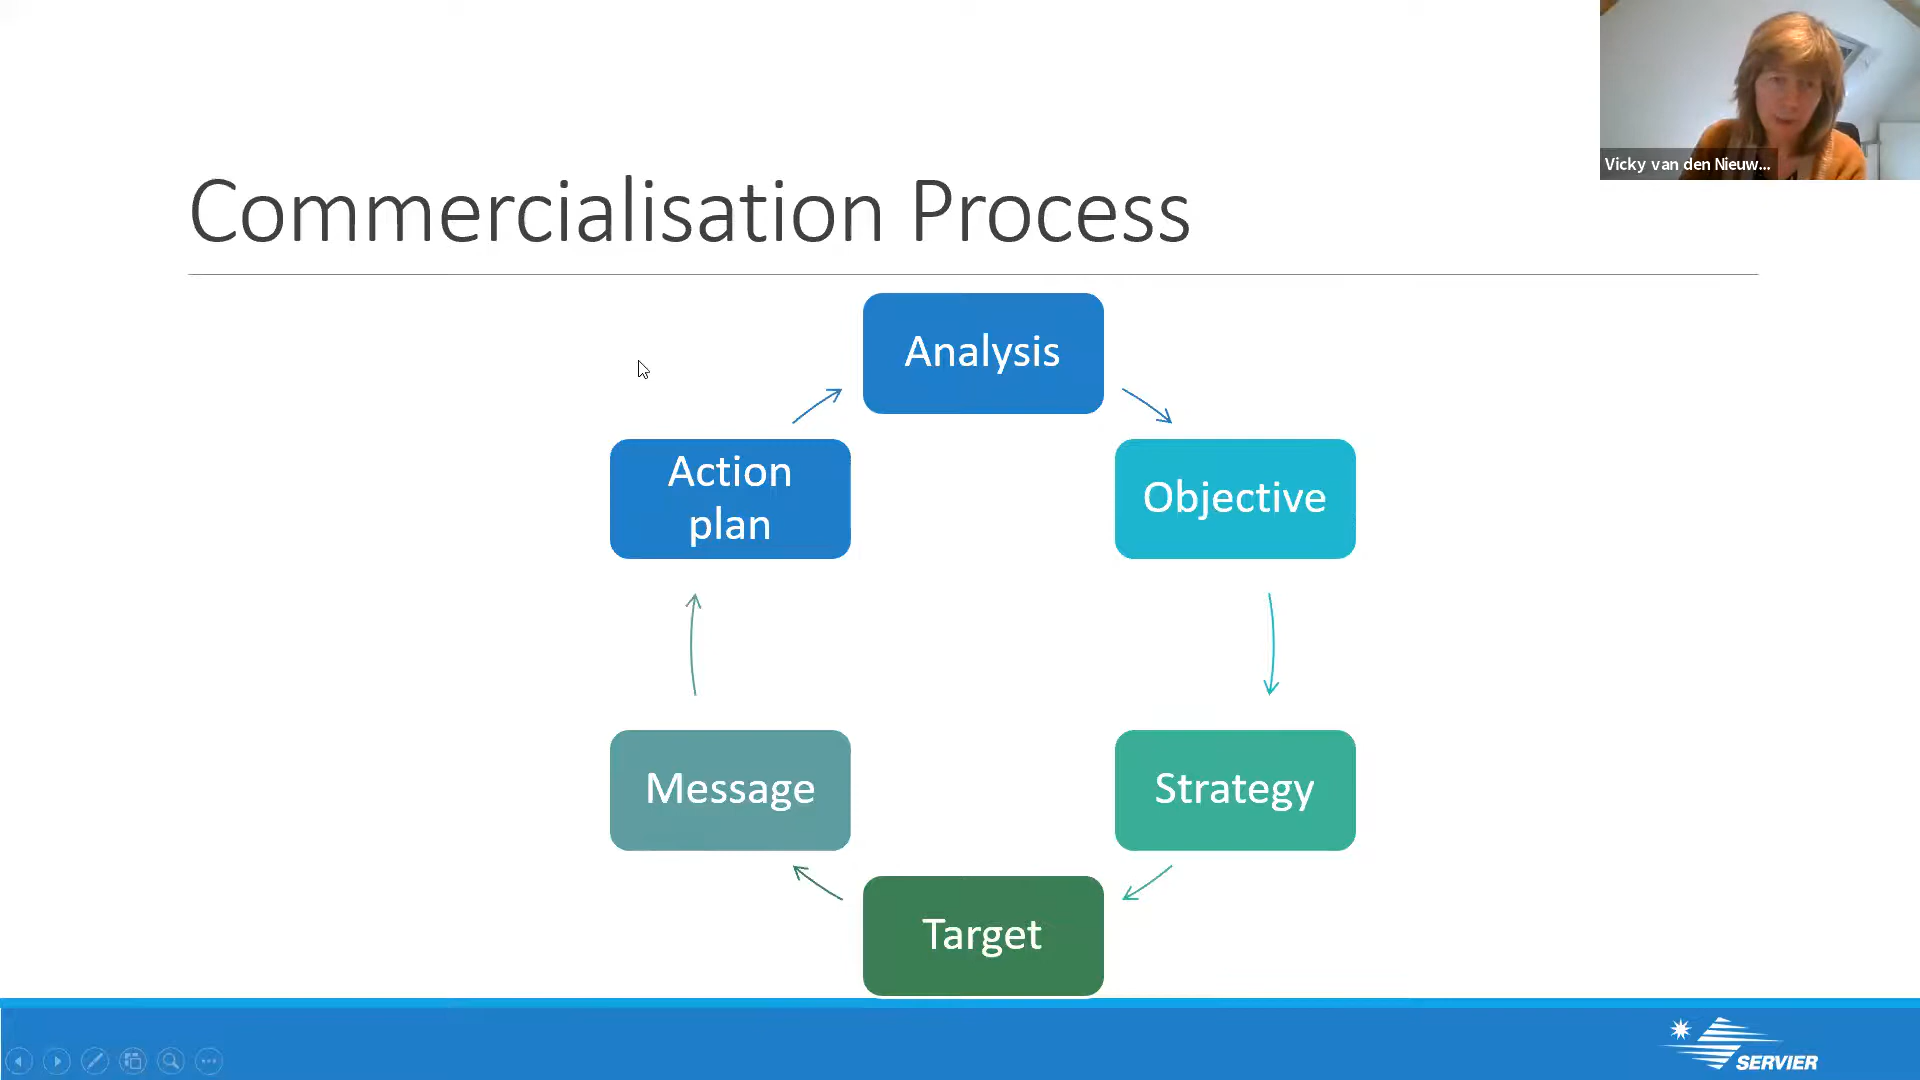 Vicky van den Nieuw...
Commercialisation Process
Analysis
Objective
Strategy
Target
Message
Action
plan
SERVIER